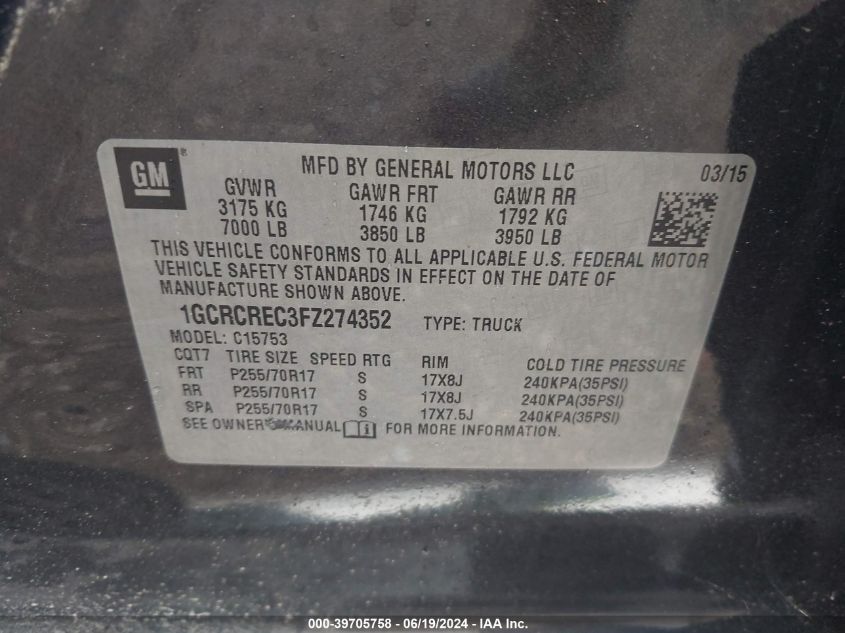 GM ®
MFD BY GENERAL MOTORS LLC 03/15
GVWR GAWR FRT GAWR RR
3175 KG 1746 KG 1792 KG
7000 LB 3850 LB 3950 LB
THIS VEHICLE CONFORMS TO ALL APPLICABLE U.S. FEDERAL MOTOR
VEHICLE SAFETY STANDARDS IN EFFECT ON THE DATE OF
MANUFACTURE SHOWN ABOVE.
1GCRCREC3FZ274352 TYPE: TRUCK
MODEL: C15753
CQT7 TIRE SIZE SPEED RTG RIM COLD TIRE PRESSURE
FRT P255/70R17 S 17X8J 240KPA(35PSI)
RR P255/70R17 S 17X8J 240KPA(35PSI)
SPA P255/70R17 S 17X7.5J 240KPA(35PSI)
SEE OWNER MANUAL FOR MORE INFORMATION.
000-39705758 - 06/19/2024 - IAA Inc.